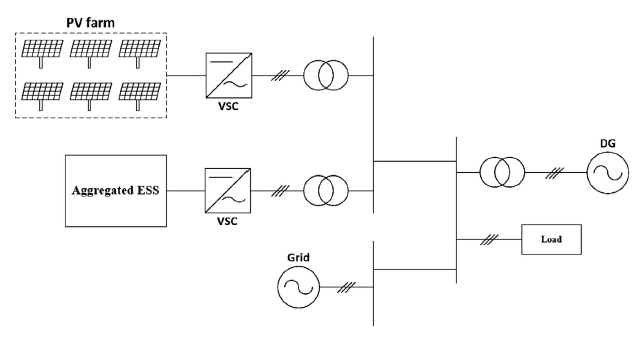 PV farm
VSC
DG
Aggregated ESS
VSC
Load
Grid